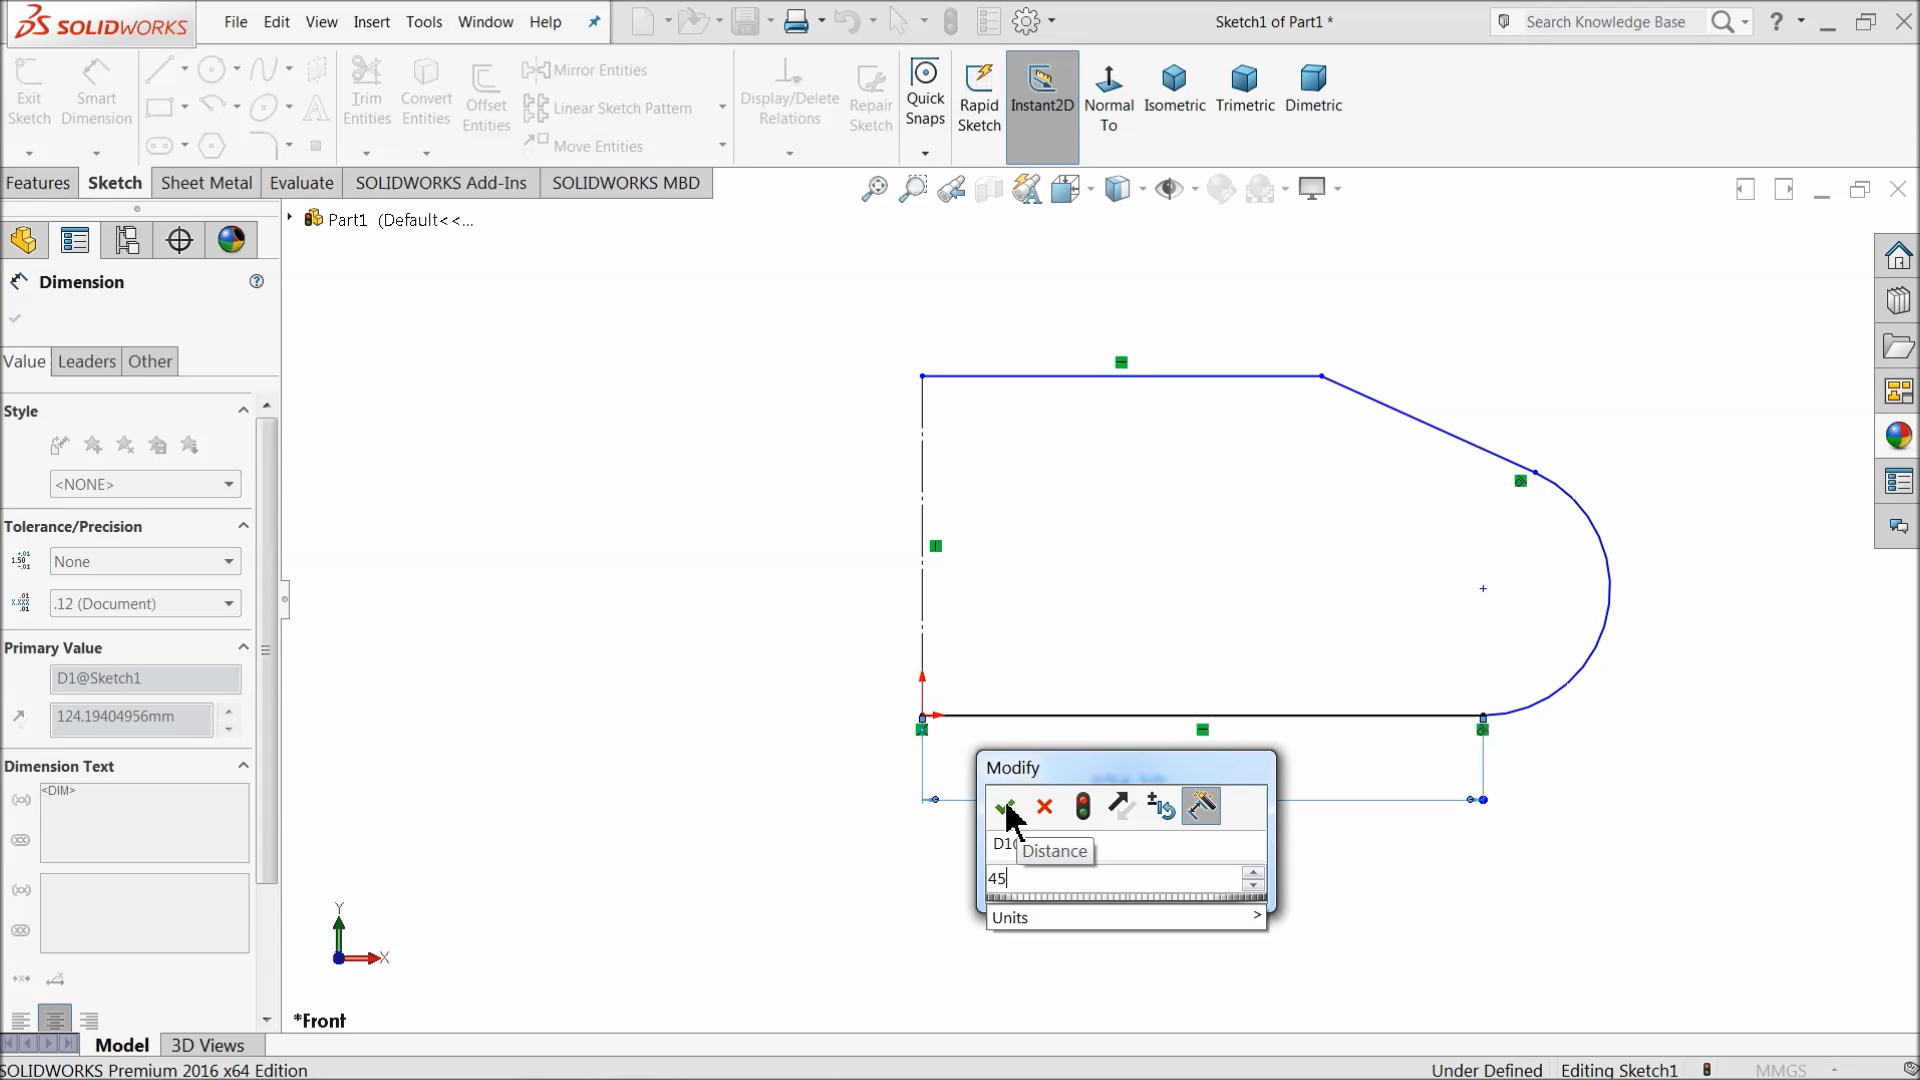 SOLIDWORKS
File Edit View Insert Tools Window Help
Sketch1 of Part1 *
Search Knowledge Base
?
Exit Sketch
Smart Dimension
Trim Entities
Convert Entities
Offset Entities
Mirror Entities
Linear Sketch Pattern
Move Entities
Display/Delete Relations
Repair Sketch
Quick Snaps
Rapid Sketch
Instant2D
Normal To
Isometric
Trimetric
Dimetric
Features Sketch Sheet Metal Evaluate SOLIDWORKS Add-Ins SOLIDWORKS MBD
Part1 (Default<<...
Dimension
Value Leaders Other
Style
<NONE>
Tolerance/Precision
None
.12 (Document)
Primary Value
D1@Sketch1
124.19404956mm
Dimension Text
<DIM>
Modify
D1@
Distance
45
Units >
Y
X
*Front
Model 3D Views
SOLIDWORKS Premium 2016 x64 Edition
Under Defined Editing Sketch1 MMGS